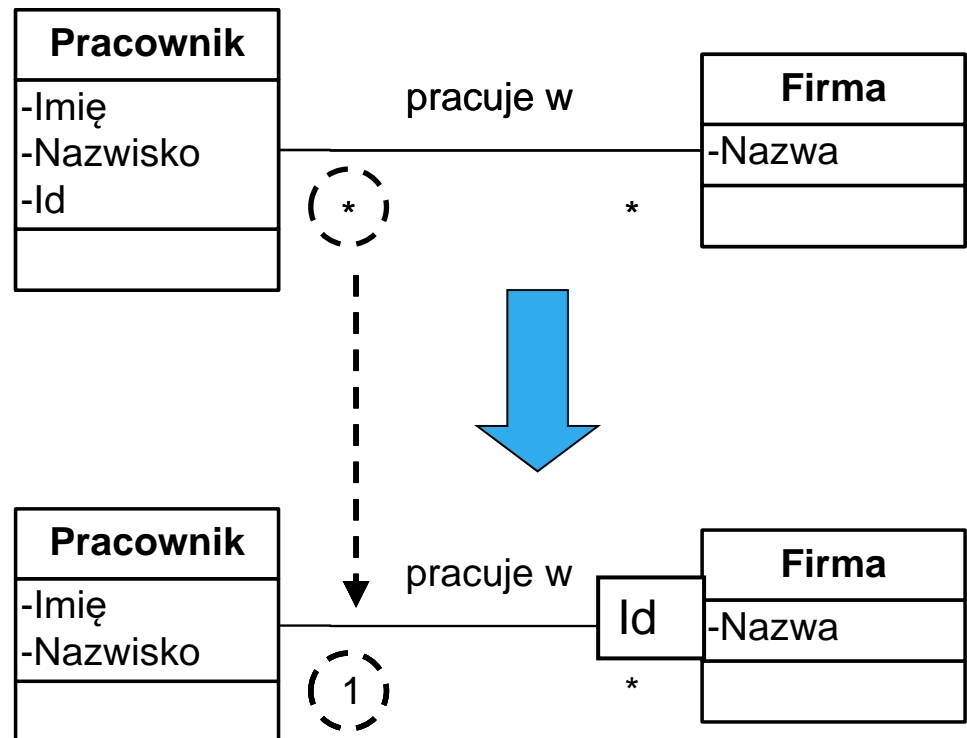 Pracownik
-Imię
-Nazwisko
-Id
pracuje w
*
*
Firma
-Nazwa
Pracownik
-Imię
-Nazwisko
pracuje w
1
*
Id
Firma
-Nazwa